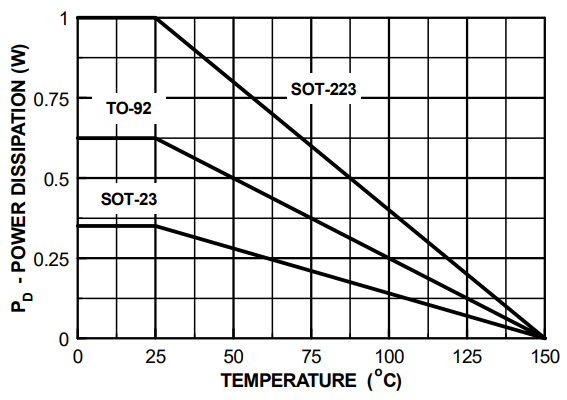 1
0.75
0.5
0.25
0
P_D - POWER DISSIPATION (W)
SOT-223
TO-92
SOT-23
0 25 50 75 100 125 150
TEMPERATURE (°C)